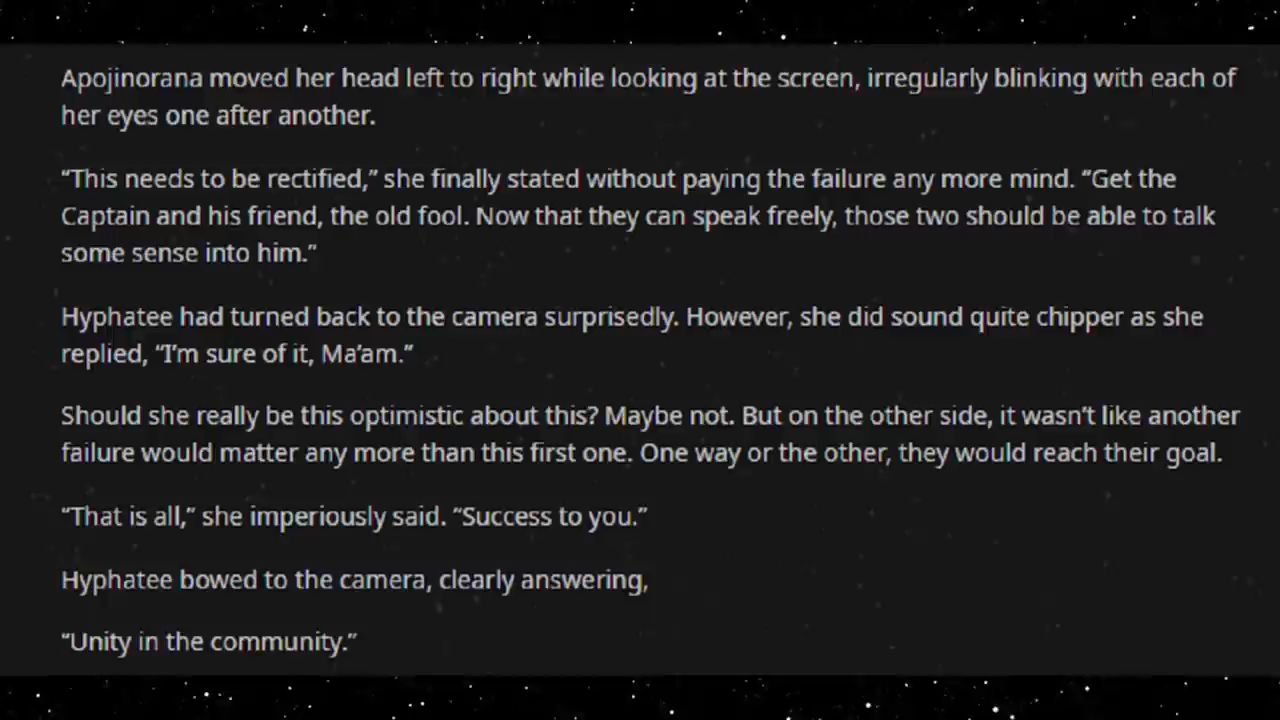 Apojinorana moved her head left to right while looking at the screen, irregularly blinking with each of
her eyes one after another.
“This needs to be rectified,” she finally stated without paying the failure any more mind. “Get the
Captain and his friend, the old fool. Now that they can speak freely, those two should be able to talk
some sense into him.”
Hyphatee had turned back to the camera surprisedly. However, she did sound quite chipper as she
replied, “I’m sure of it, Ma’am.”
Should she really be this optimistic about this? Maybe not. But on the other side, it wasn’t like another
failure would matter any more than this first one. One way or the other, they would reach their goal.
“That is all,” she imperiously said. “Success to you.”
Hyphatee bowed to the camera, clearly answering,
“Unity in the community.”